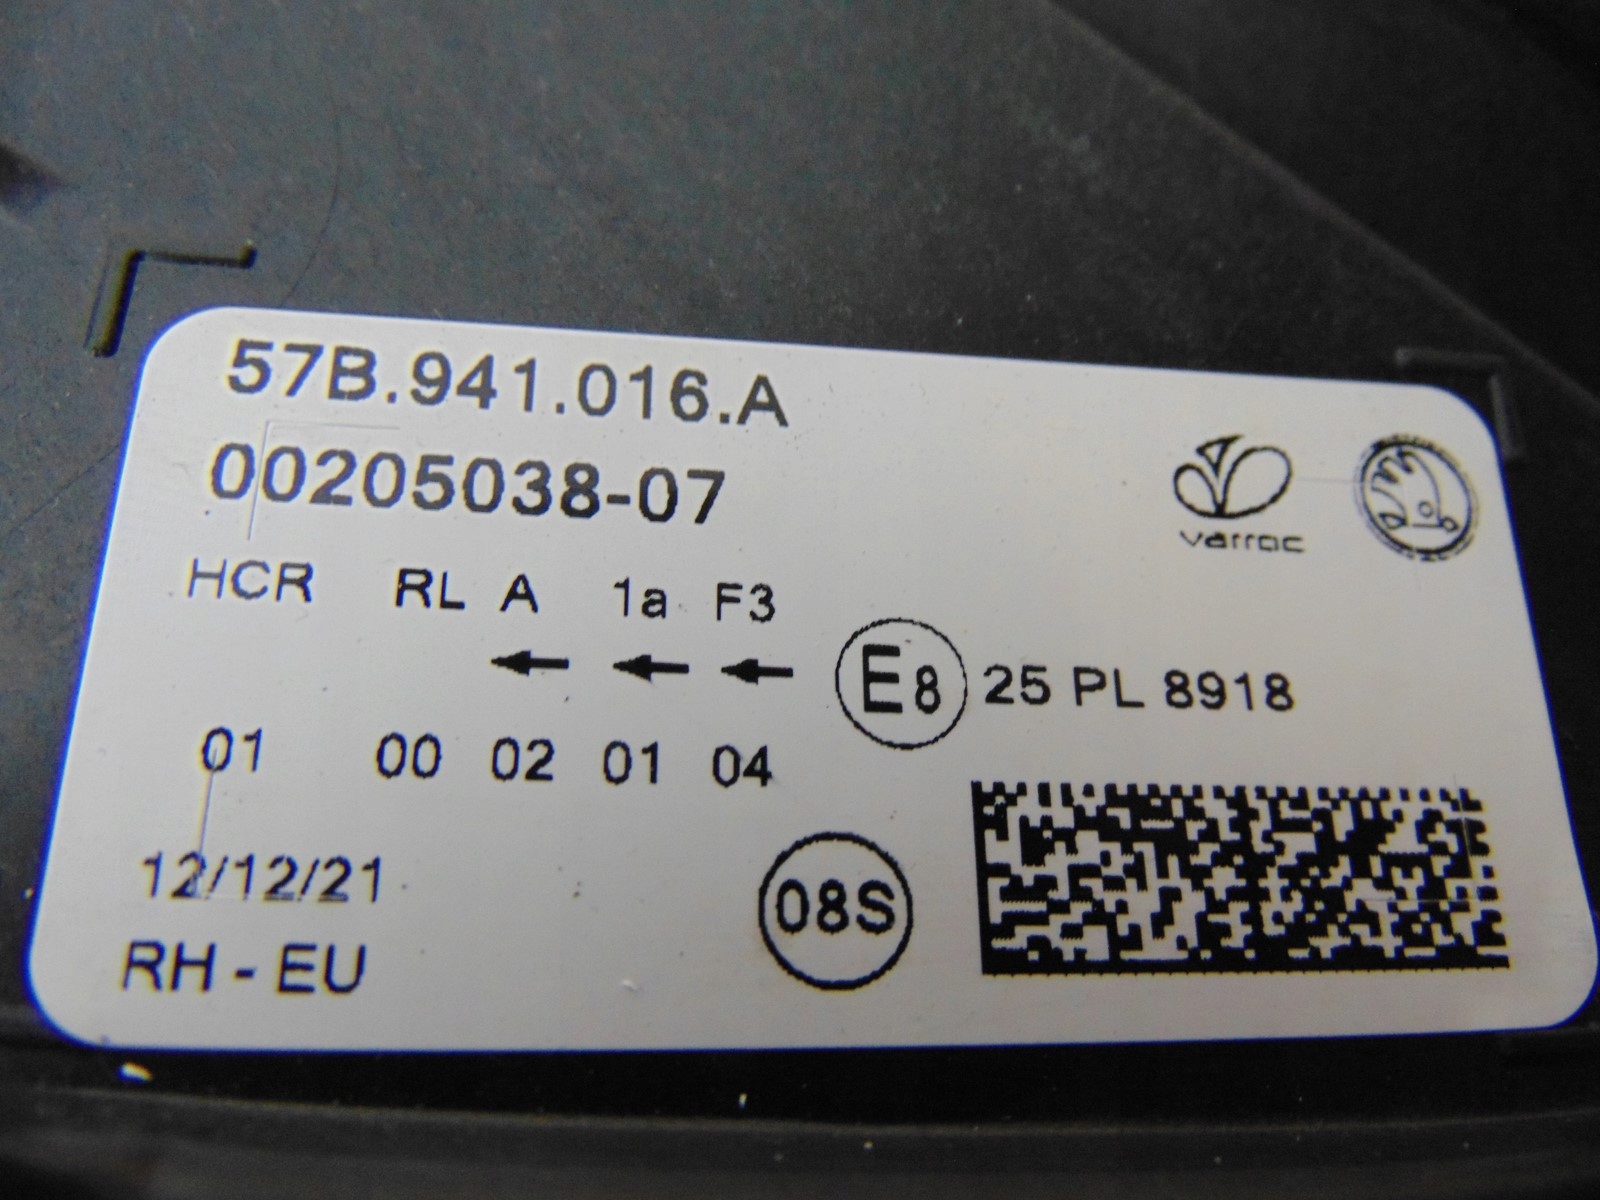 57B.941.016.A
00205038-07
varroc
HCR RL A 1a F3
← ← ←
E8 25 PL 8918
01 00 02 01 04
12/12/21
08S
RH - EU